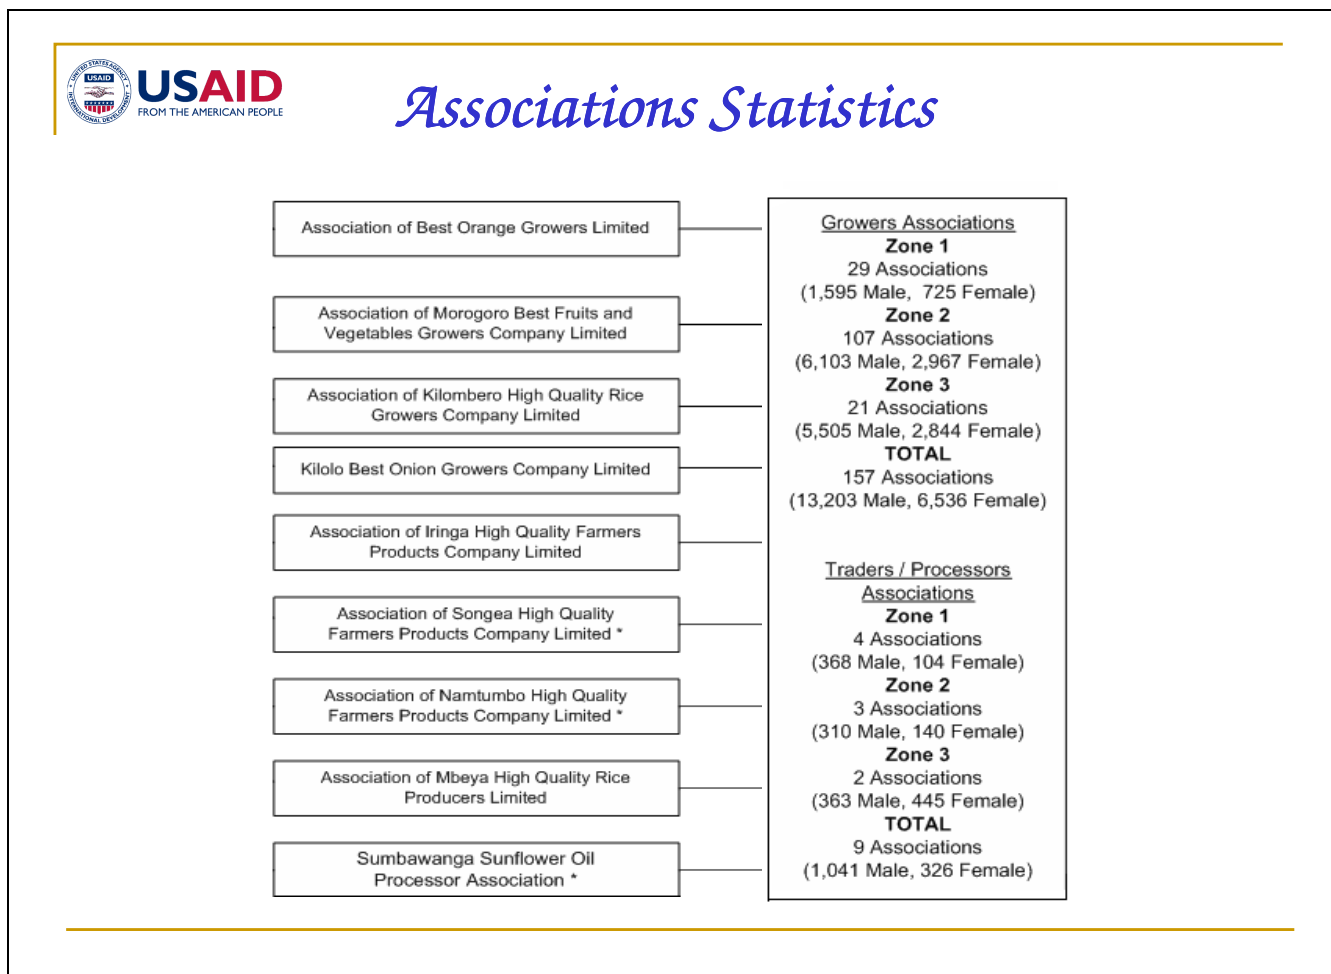 UNITED STATES AGENCY
USAID
INTERNATIONAL DEVELOPMENT
USAID
FROM THE AMERICAN PEOPLE
Associations Statistics
Association of Best Orange Growers Limited
Association of Morogoro Best Fruits and
Vegetables Growers Company Limited
Association of Kilombero High Quality Rice
Growers Company Limited
Kilolo Best Onion Growers Company Limited
Association of Iringa High Quality Farmers
Products Company Limited
Association of Songea High Quality
Farmers Products Company Limited *
Association of Namtumbo High Quality
Farmers Products Company Limited *
Association of Mbeya High Quality Rice
Producers Limited
Sumbawanga Sunflower Oil
Processor Association *
Growers Associations
Zone 1
29 Associations
(1,595 Male, 725 Female)
Zone 2
107 Associations
(6,103 Male, 2,967 Female)
Zone 3
21 Associations
(5,505 Male, 2,844 Female)
TOTAL
157 Associations
(13,203 Male, 6,536 Female)
Traders / Processors
Associations
Zone 1
4 Associations
(368 Male, 104 Female)
Zone 2
3 Associations
(310 Male, 140 Female)
Zone 3
2 Associations
(363 Male, 445 Female)
TOTAL
9 Associations
(1,041 Male, 326 Female)